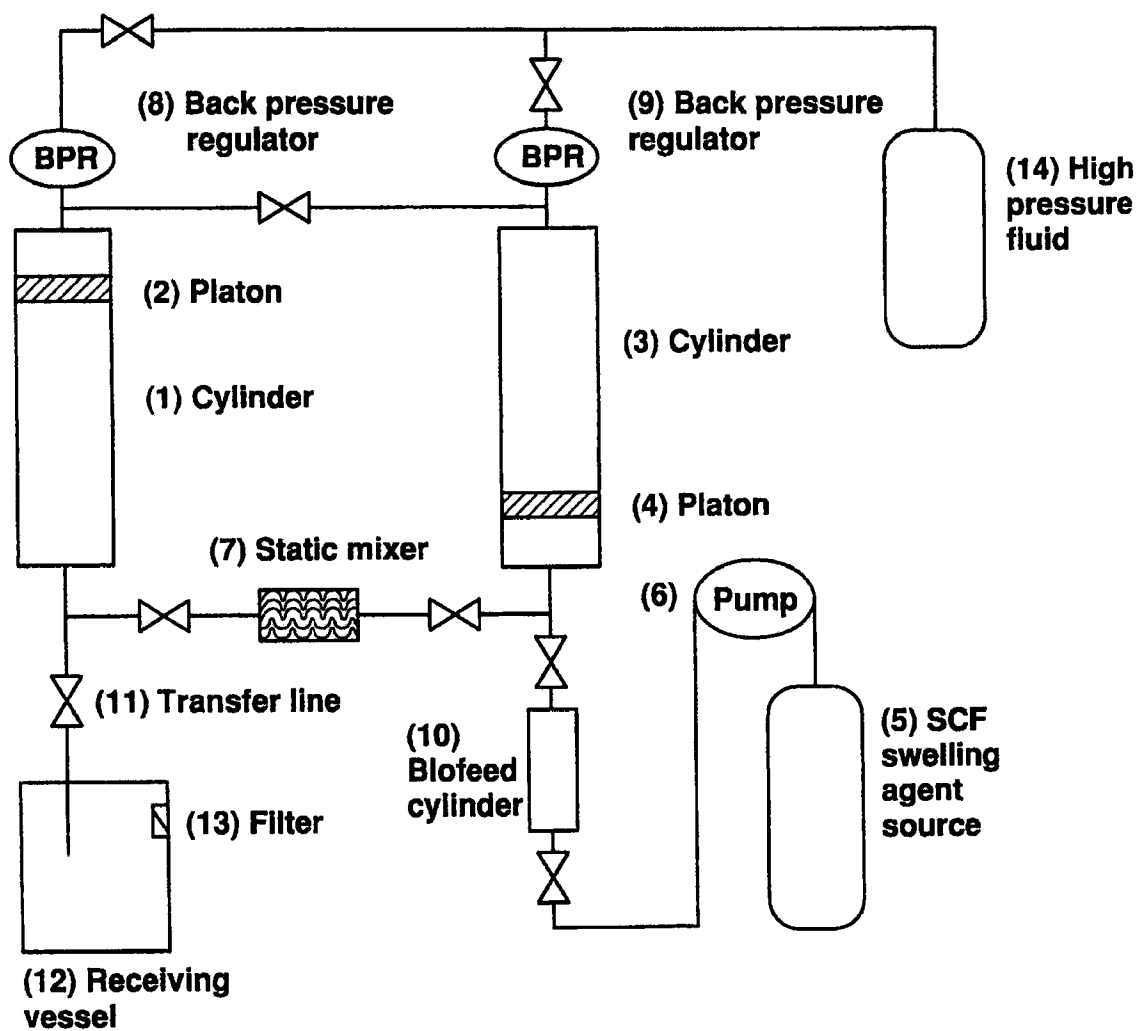 (8) Back pressure
regulator
(9) Back pressure
regulator
BPR
BPR
(14) High
pressure
fluid
(2) Platon
(3) Cylinder
(1) Cylinder
(4) Platon
(7) Static mixer
(6)
Pump
(11) Transfer line
(10)
Blofeed
cylinder
(5) SCF
swelling
agent
source
(13) Filter
(12) Receiving
vessel